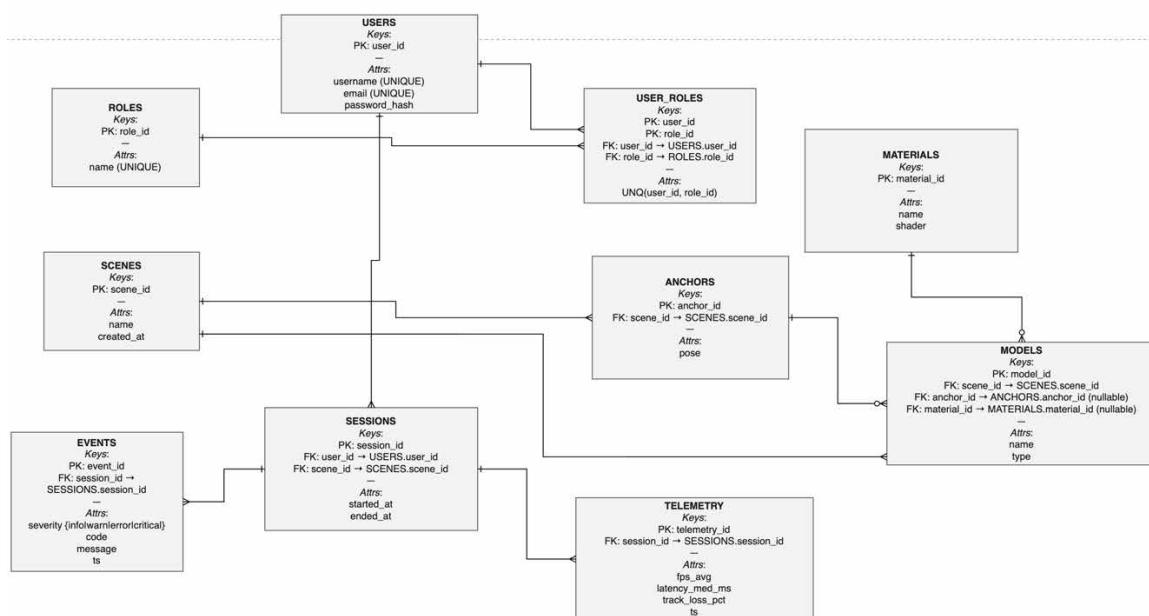 USERS
Keys:
PK: user_id
—
Attrs:
username (UNIQUE)
email (UNIQUE)
password_hash
ROLES
Keys:
PK: role_id
—
Attrs:
name (UNIQUE)
USER_ROLES
Keys:
PK: user_id
PK: role_id
FK: user_id → USERS.user_id
FK: role_id → ROLES.role_id
—
Attrs:
UNQ(user_id, role_id)
MATERIALS
Keys:
PK: material_id
—
Attrs:
name
shader
SCENES
Keys:
PK: scene_id
—
Attrs:
name
created_at
ANCHORS
Keys:
PK: anchor_id
FK: scene_id → SCENES.scene_id
—
Attrs:
pose
MODELS
Keys:
PK: model_id
FK: scene_id → SCENES.scene_id
FK: anchor_id → ANCHORS.anchor_id (nullable)
FK: material_id → MATERIALS.material_id (nullable)
—
Attrs:
name
type
SESSIONS
Keys:
PK: session_id
FK: user_id → USERS.user_id
FK: scene_id → SCENES.scene_id
—
Attrs:
started_at
ended_at
EVENTS
Keys:
PK: event_id
FK: session_id →
SESSIONS.session_id
—
Attrs:
severity {info|warn|error|critical}
code
message
ts
TELEMETRY
Keys:
PK: telemetry_id
FK: session_id → SESSIONS.session_id
—
Attrs:
fps_avg
latency_med_ms
track_loss_pct
ts